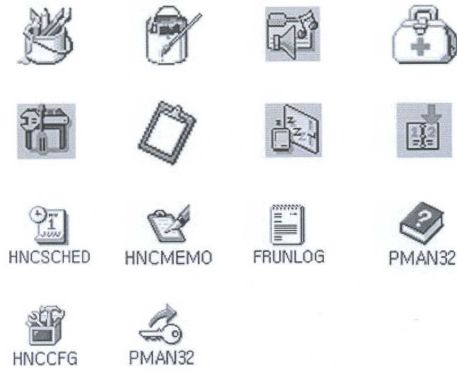 HNCSCHED
HNCMEMO
FRUNLOG
PMAN32
HNCCFG
PMAN32